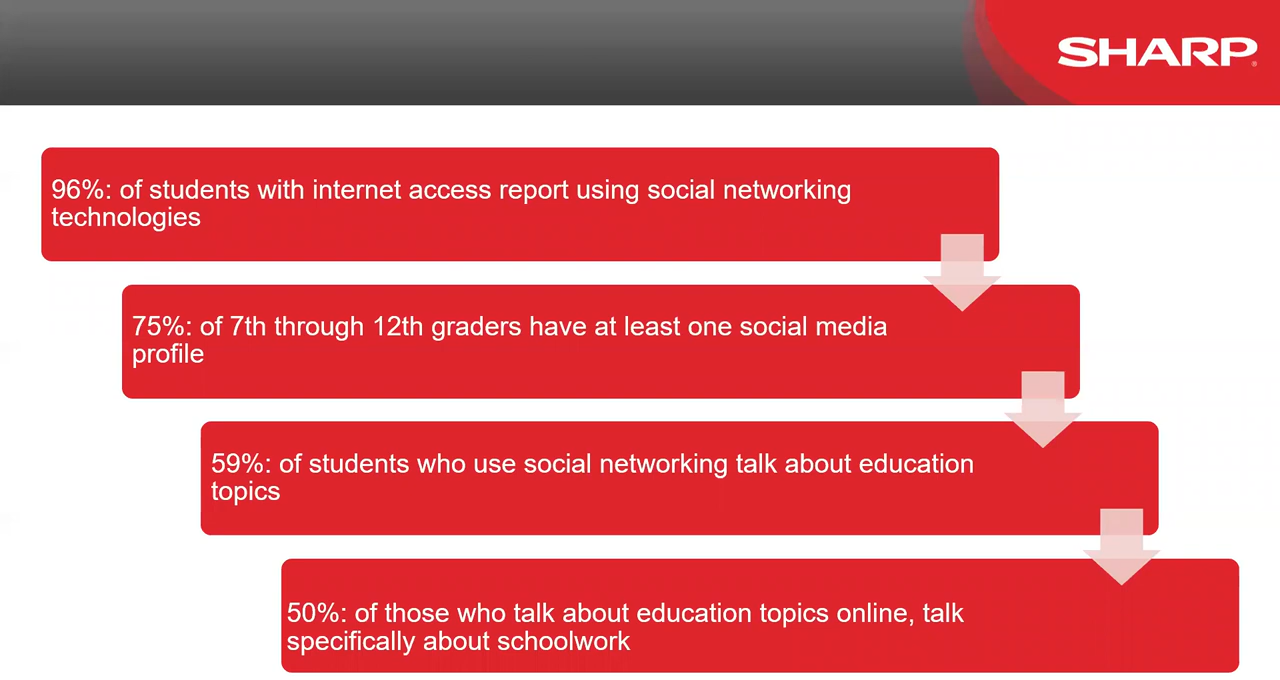 SHARP
96%: of students with internet access report using social networking
technologies
75%: of 7th through 12th graders have at least one social media
profile
59%: of students who use social networking talk about education
topics
50%: of those who talk about education topics online, talk
specifically about schoolwork